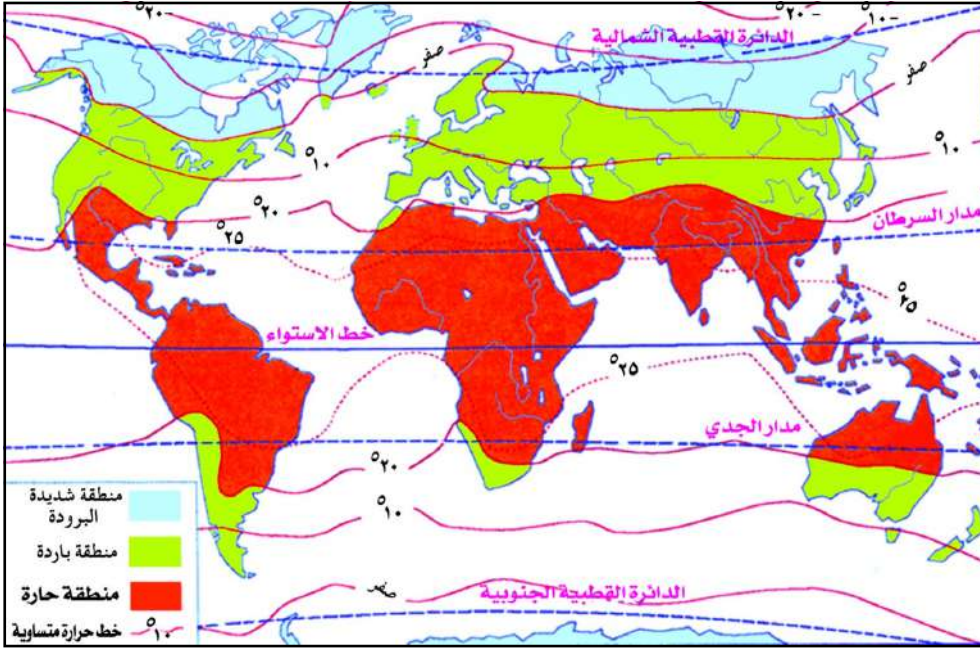 -٢٠°
-٢٠°
-١٠°
الدائرة القطبية الشمالية
صفر
صفر
١٠°
١٠°
٢٠°
٢٠°
مدار السرطان
٢٥°
٢٥°
خط الاستواء
٢٥°
مدار الجدي
٢٠°
١٠°
صفر
الدائرة القطبية الجنوبية
منطقة شديدة
البرودة
منطقة باردة
منطقة حارة
خط حرارة متساوية
١٠°